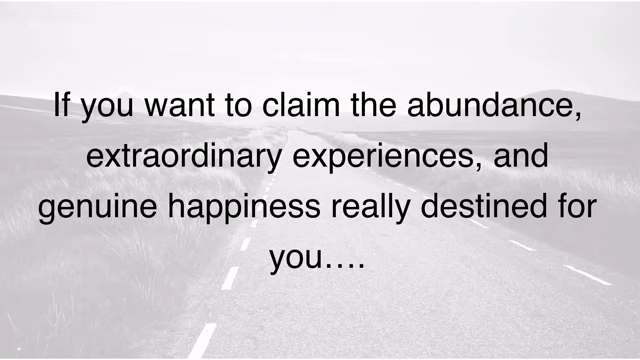 If you want to claim the abundance,
extraordinary experiences, and
genuine happiness really destined for
you….